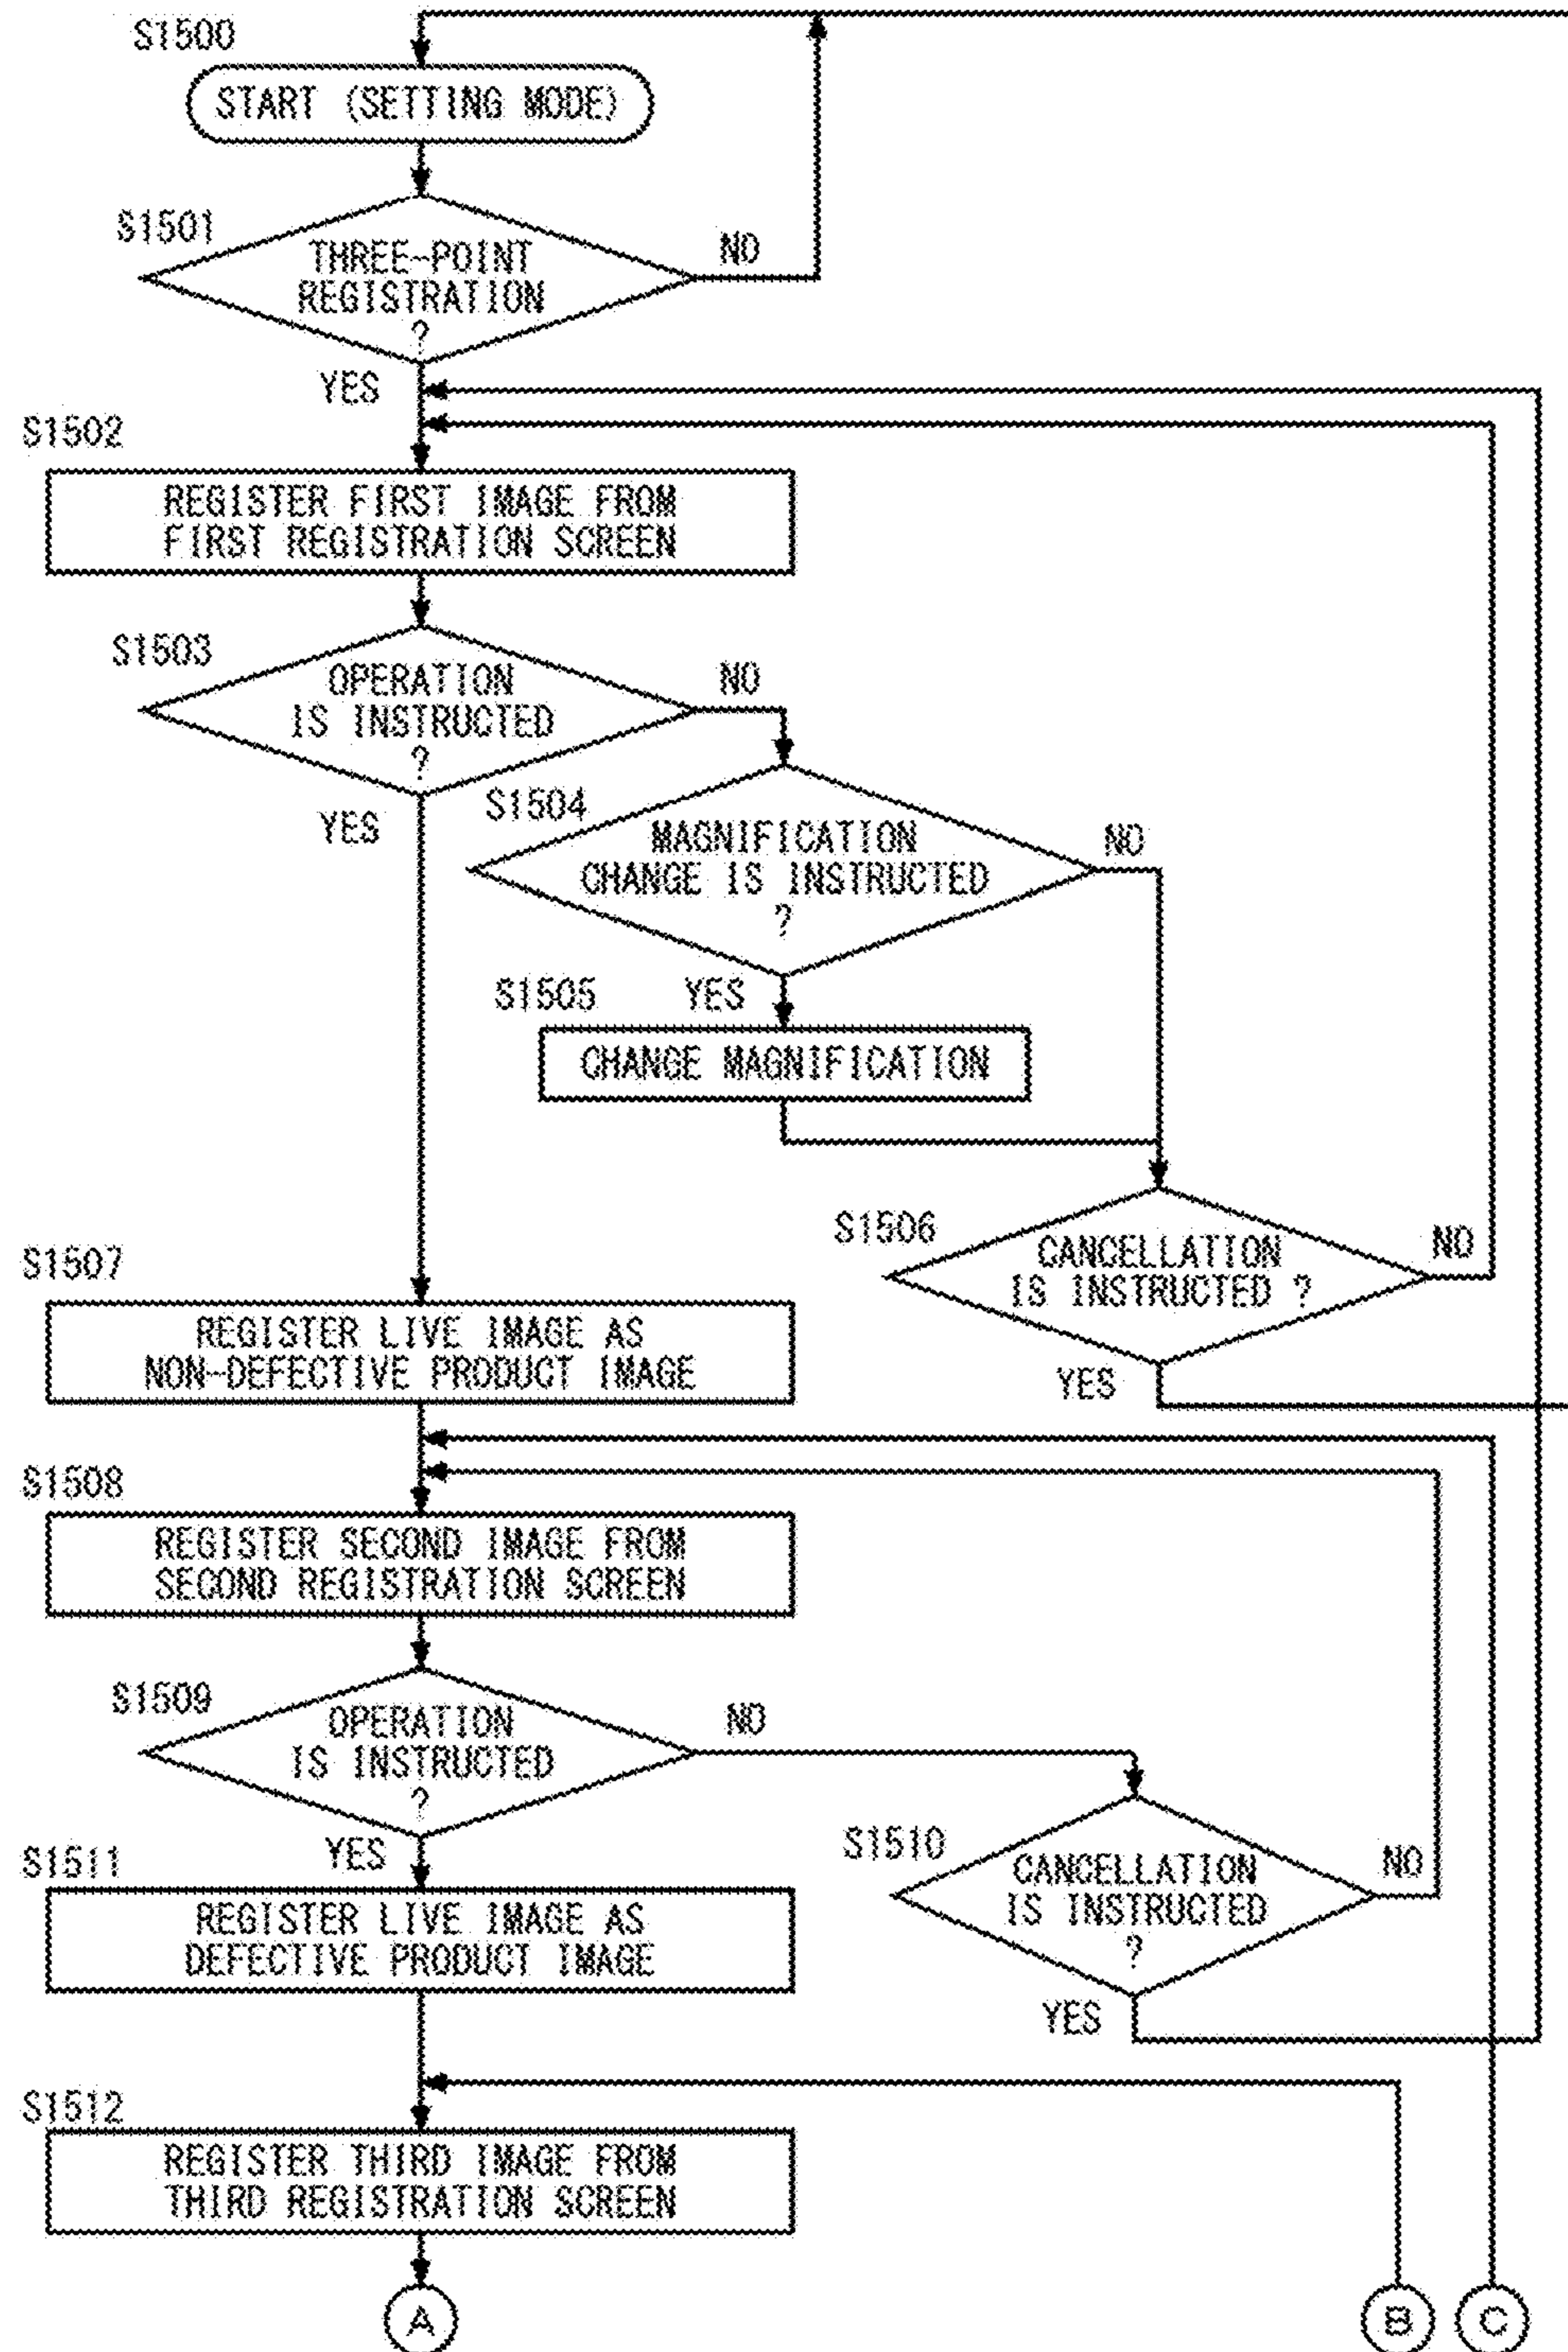 S1500
START (SETTING MODE)
S1501
THREE-POINT
REGISTRATION
?
NO
YES
S1502
REGISTER FIRST IMAGE FROM
FIRST REGISTRATION SCREEN
S1503
OPERATION
IS INSTRUCTED
?
NO
YES
S1504
MAGNIFICATION
CHANGE IS INSTRUCTED
?
NO
S1505
YES
CHANGE MAGNIFICATION
S1506
CANCELLATION
IS INSTRUCTED ?
NO
YES
S1507
REGISTER LIVE IMAGE AS
NON-DEFECTIVE PRODUCT IMAGE
S1508
REGISTER SECOND IMAGE FROM
SECOND REGISTRATION SCREEN
S1509
OPERATION
IS INSTRUCTED
?
NO
YES
S1510
CANCELLATION
IS INSTRUCTED
?
NO
YES
S1511
REGISTER LIVE IMAGE AS
DEFECTIVE PRODUCT IMAGE
S1512
REGISTER THIRD IMAGE FROM
THIRD REGISTRATION SCREEN
A
B
C